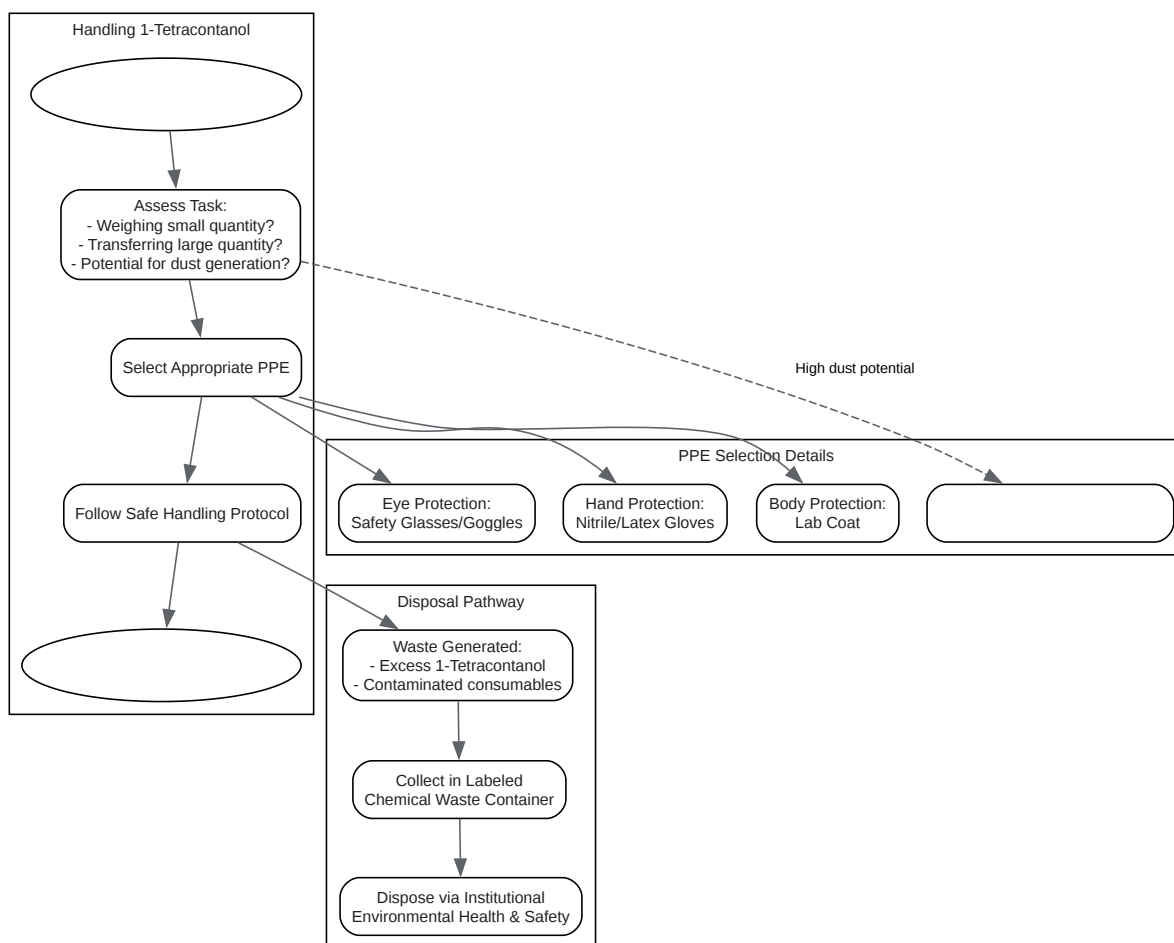 Handling 1-Tetracontanol
Assess Task:
- Weighing small quantity?
- Transferring large quantity?
- Potential for dust generation?
Select Appropriate PPE
High dust potential
PPE Selection Details
Follow Safe Handling Protocol
Eye Protection:
Safety Glasses/Goggles
Hand Protection:
Nitrile/Latex Gloves
Body Protection:
Lab Coat
Disposal Pathway
Waste Generated:
- Excess 1-Tetracontanol
- Contaminated consumables
Collect in Labeled
Chemical Waste Container
Dispose via Institutional
Environmental Health & Safety